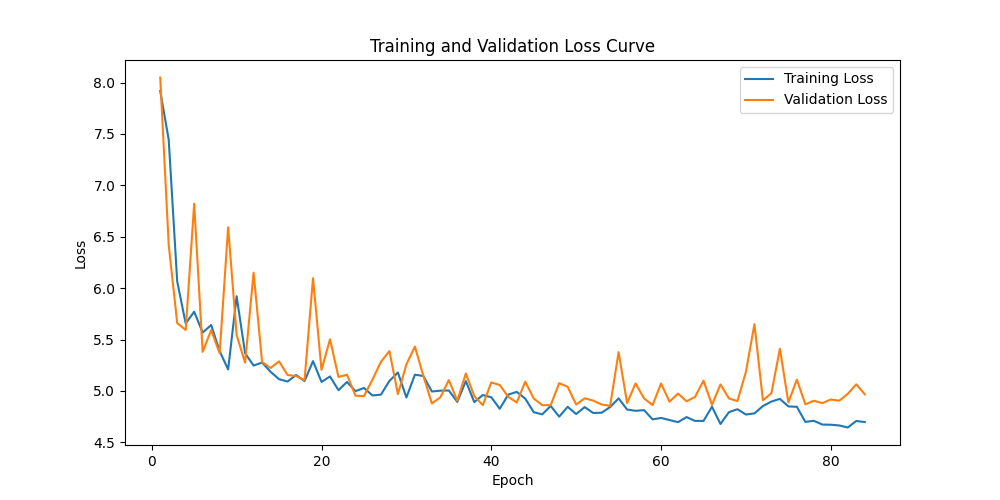 Training and Validation Loss Curve
Training Loss
Validation Loss
Loss
8.0
7.5
7.0
6.5
6.0
5.5
5.0
4.5
0 20 40 60 80
Epoch